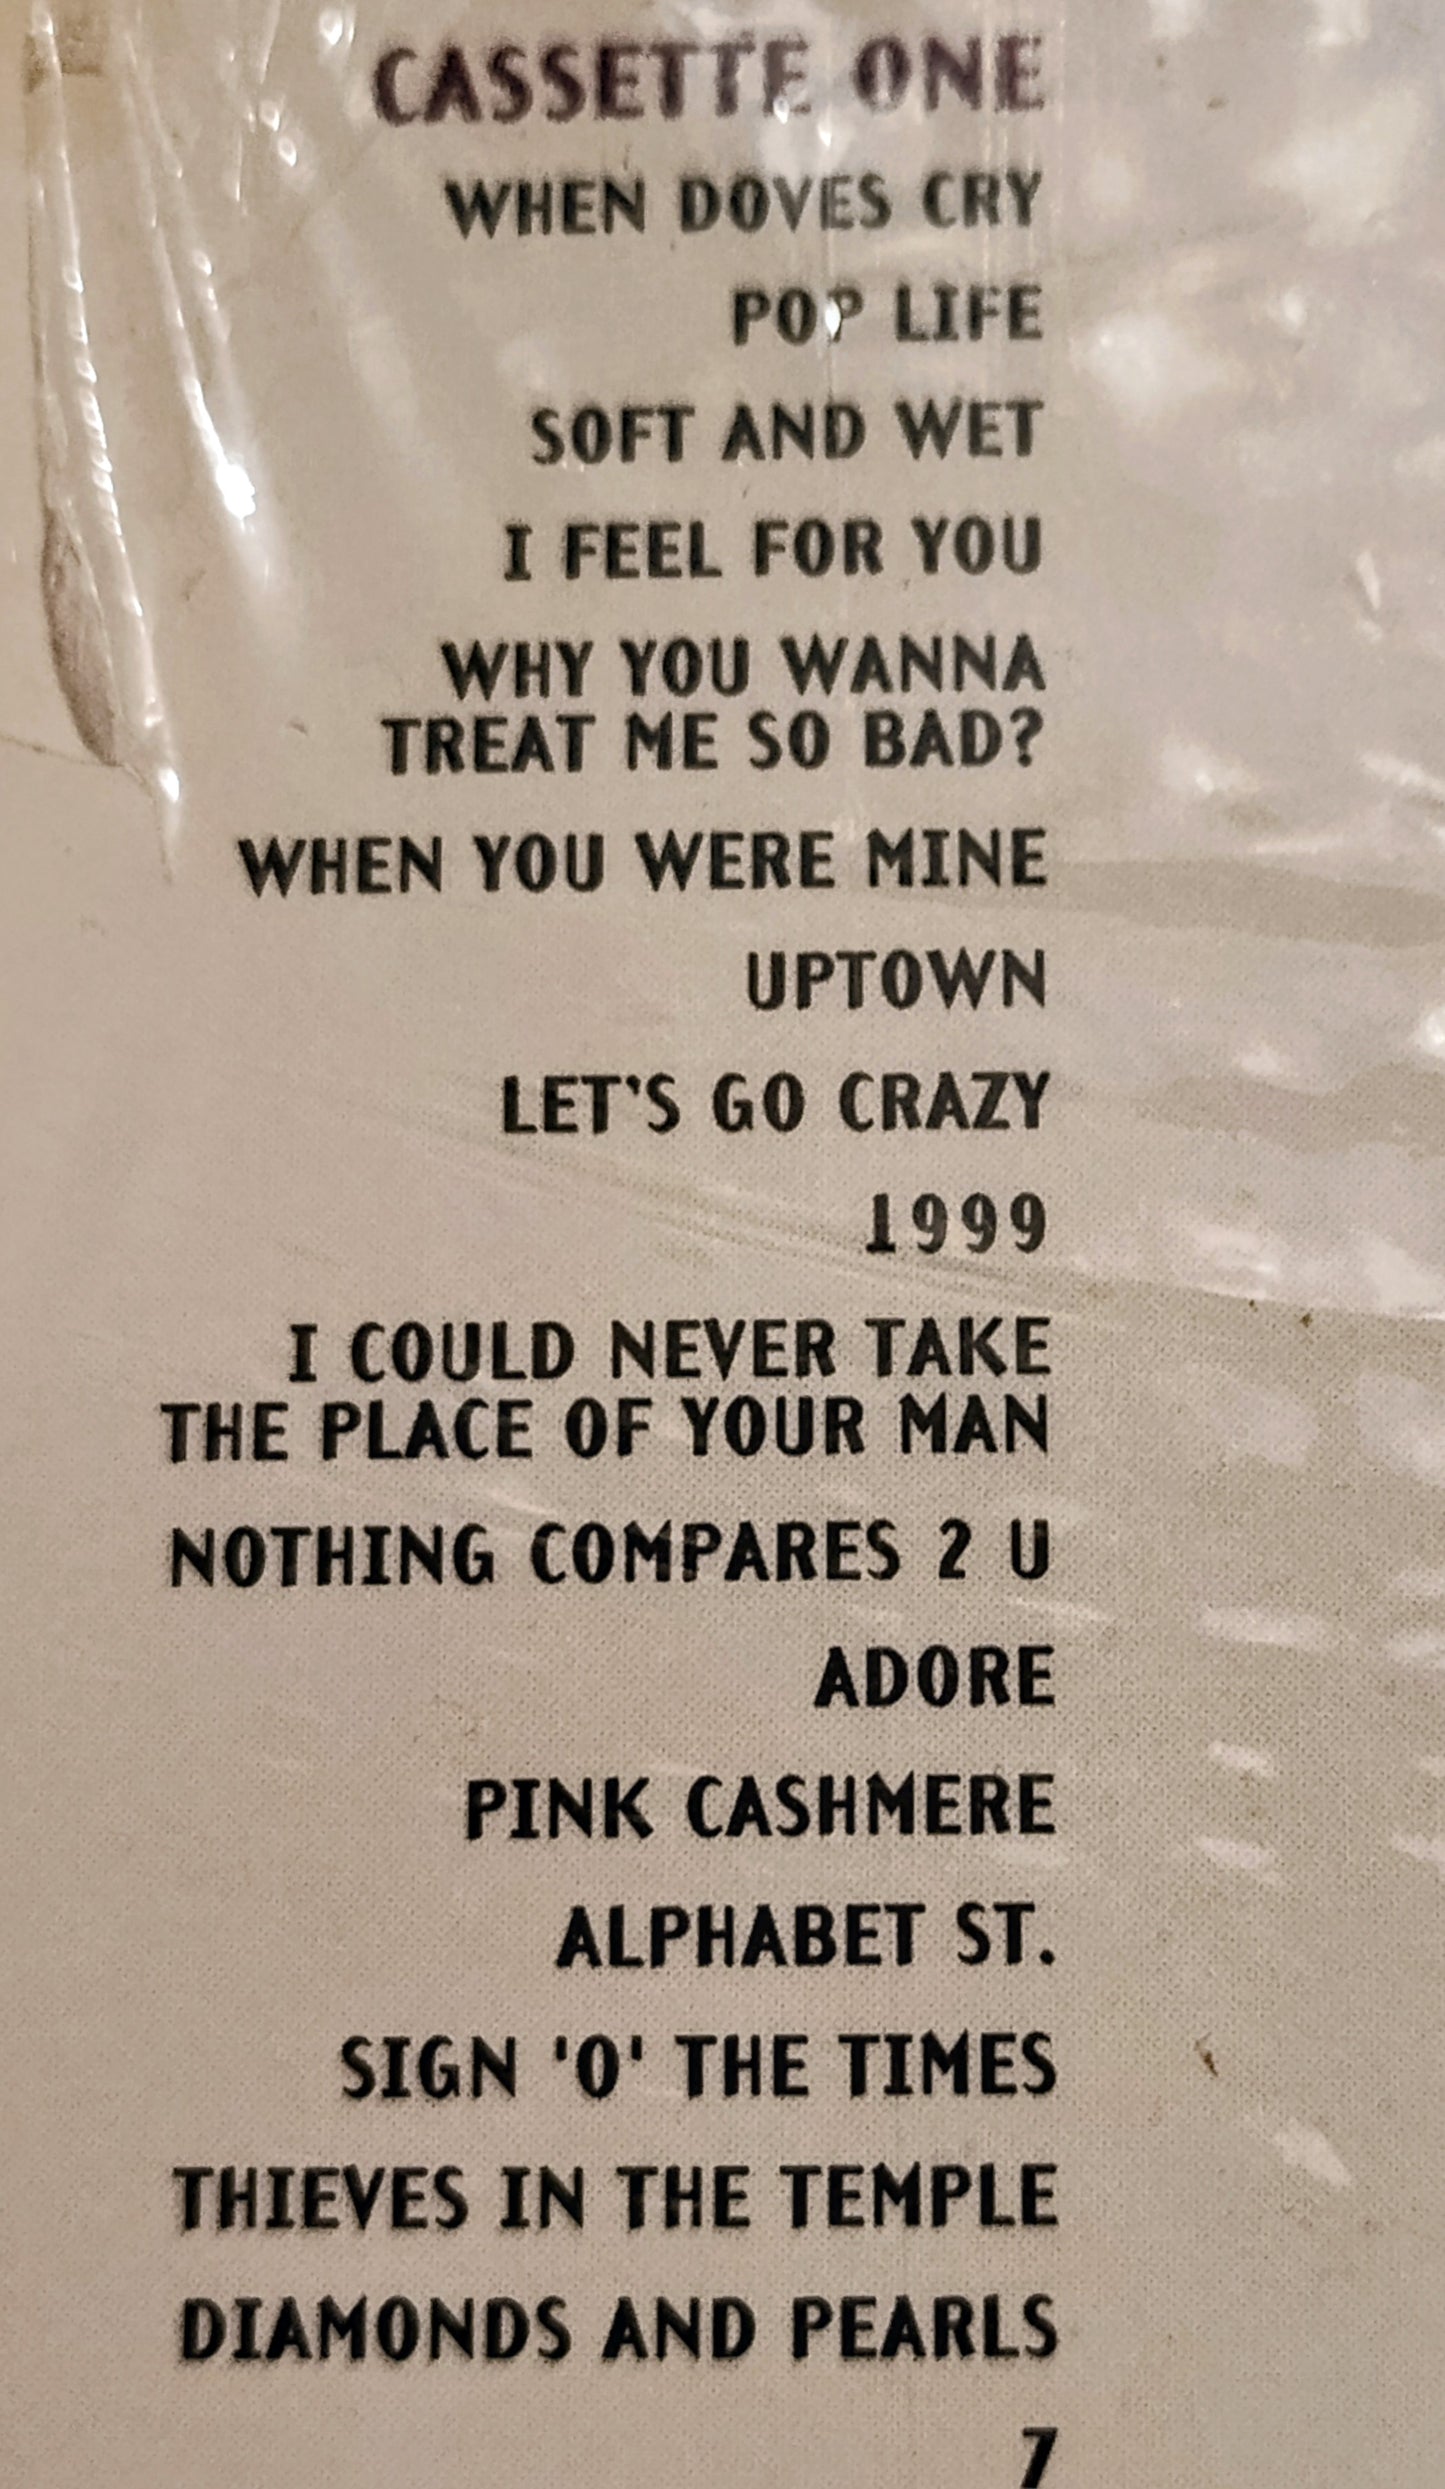 CASSETTE ONE
WHEN DOVES CRY
POP LIFE
SOFT AND WET
I FEEL FOR YOU
WHY YOU WANNA
TREAT ME SO BAD?
WHEN YOU WERE MINE
UPTOWN
LET'S GO CRAZY
1999
I COULD NEVER TAKE
THE PLACE OF YOUR MAN
NOTHING COMPARES 2 U
ADORE
PINK CASHMERE
ALPHABET ST.
SIGN 'O' THE TIMES
THIEVES IN THE TEMPLE
DIAMONDS AND PEARLS
7